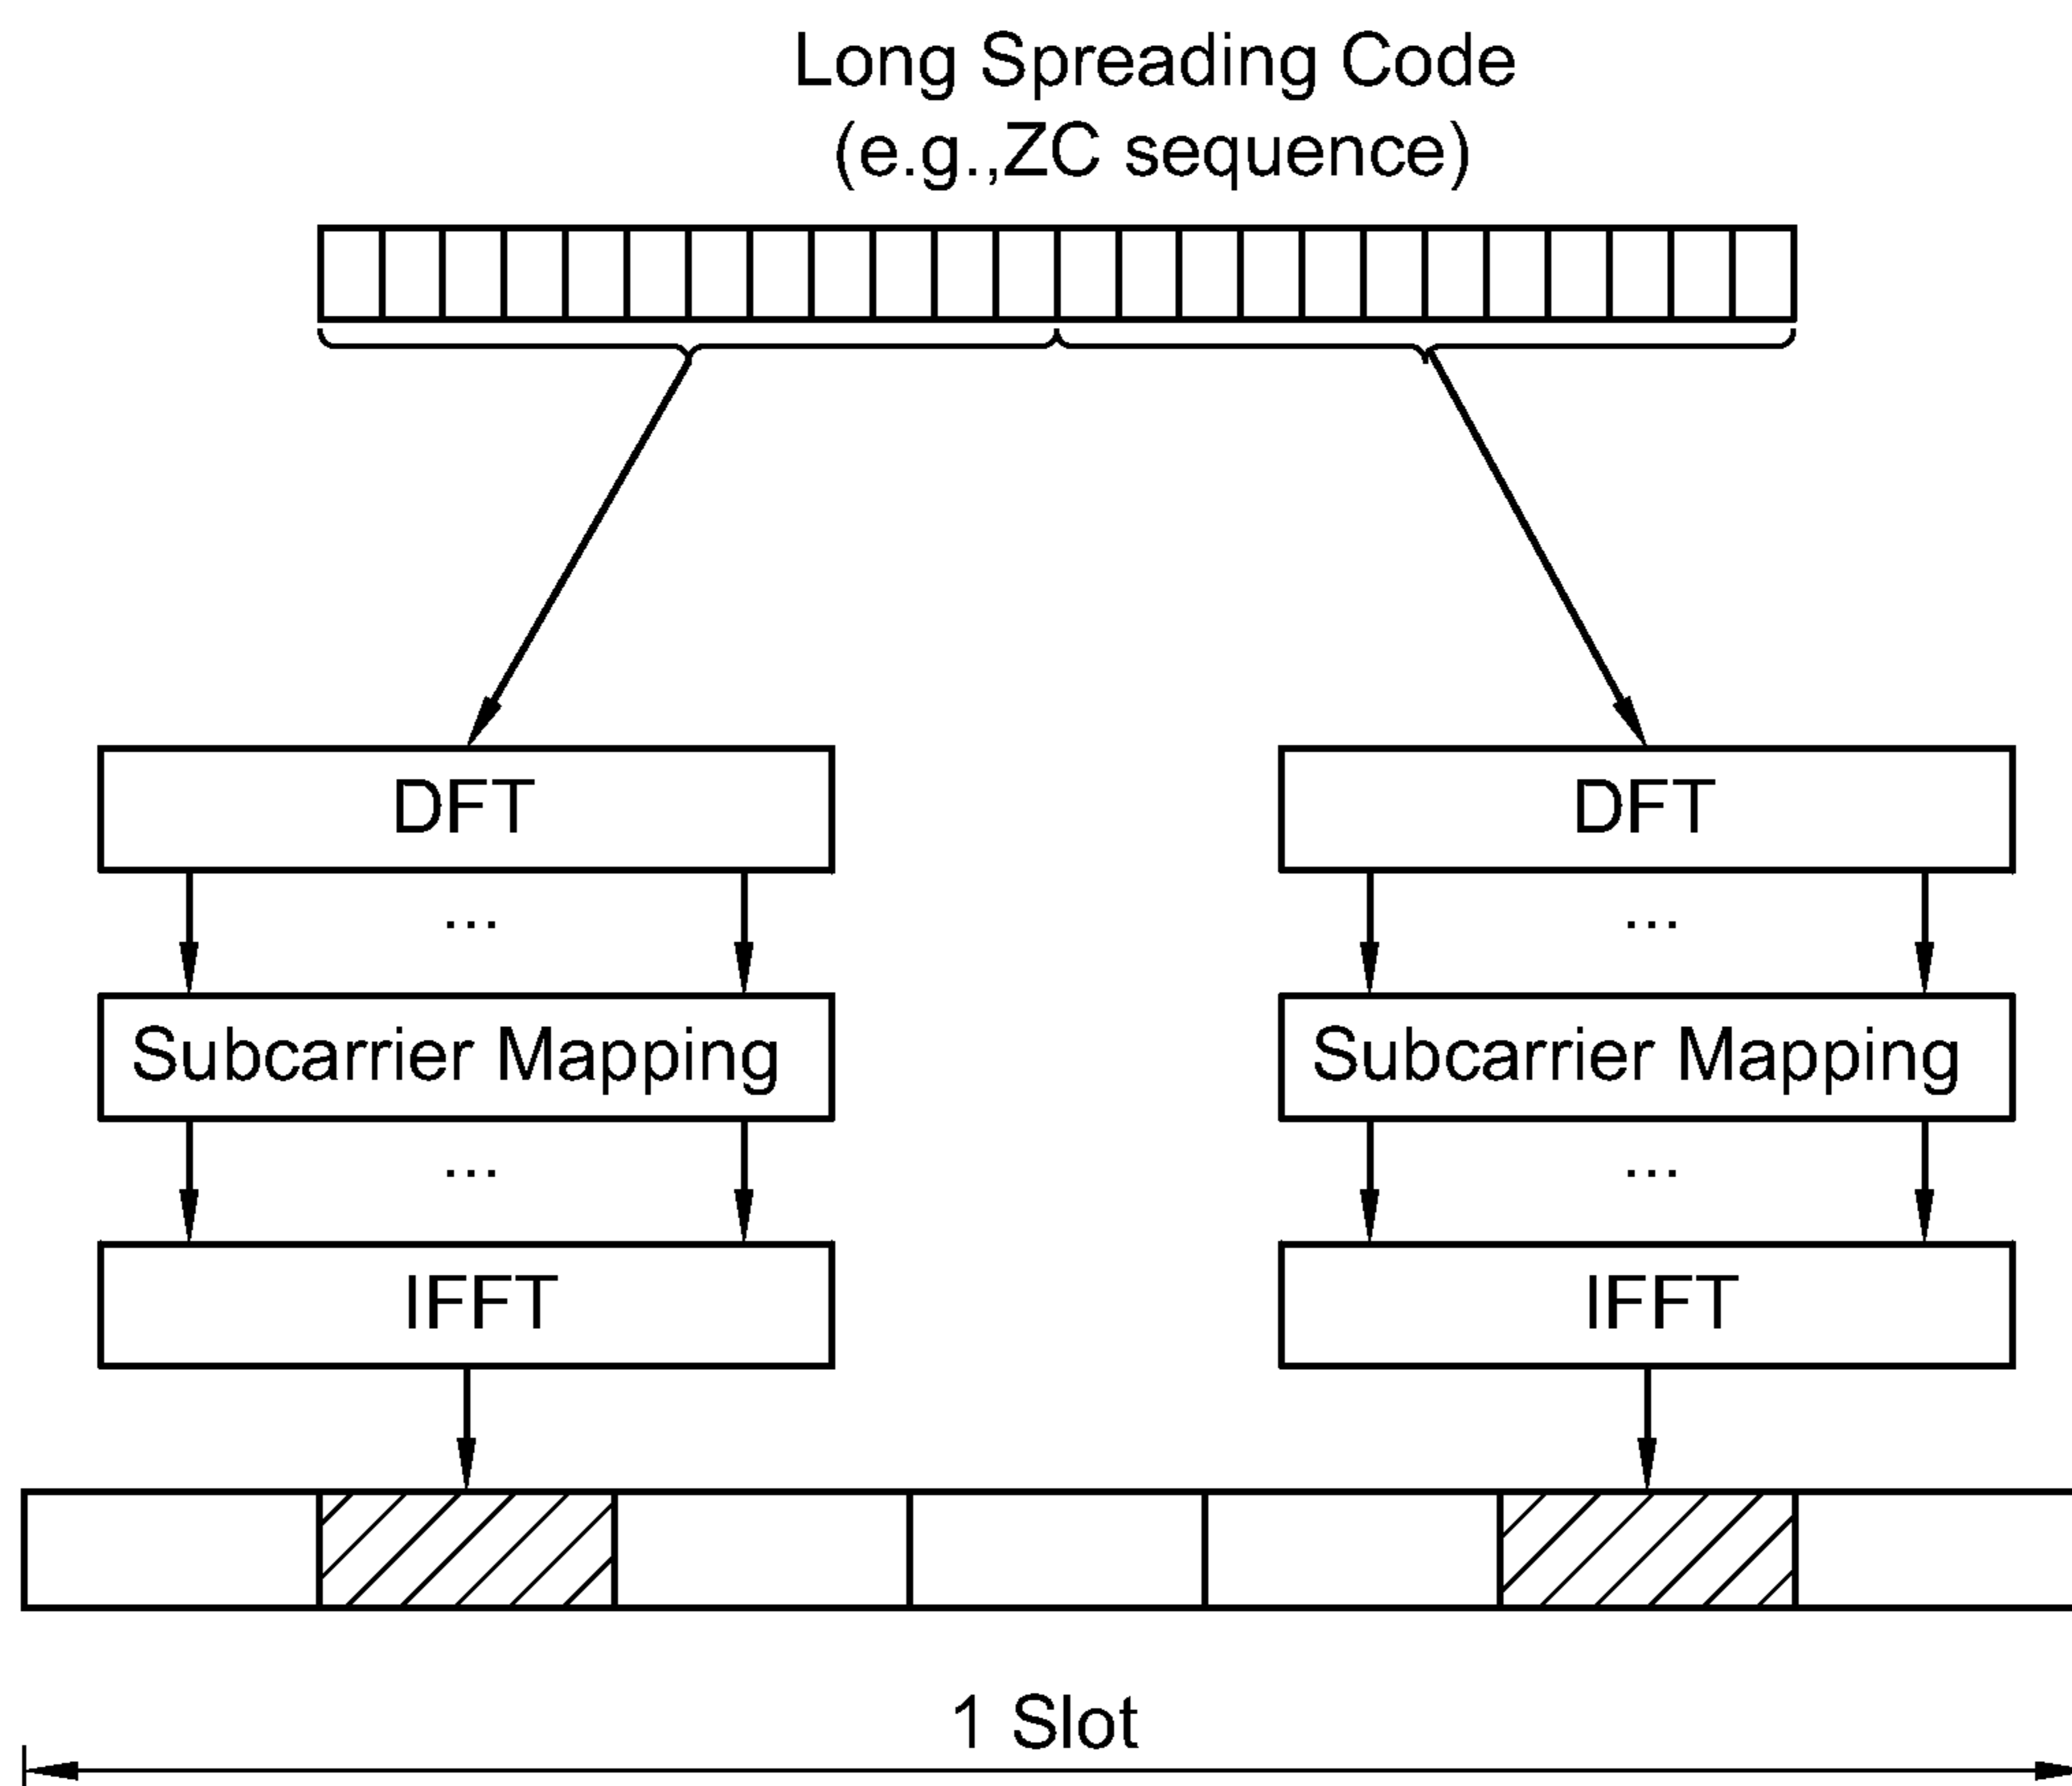 Long Spreading Code
(e.g.,ZC sequence)
DFT
DFT
...
...
Subcarrier Mapping
Subcarrier Mapping
...
...
IFFT
IFFT
1 Slot